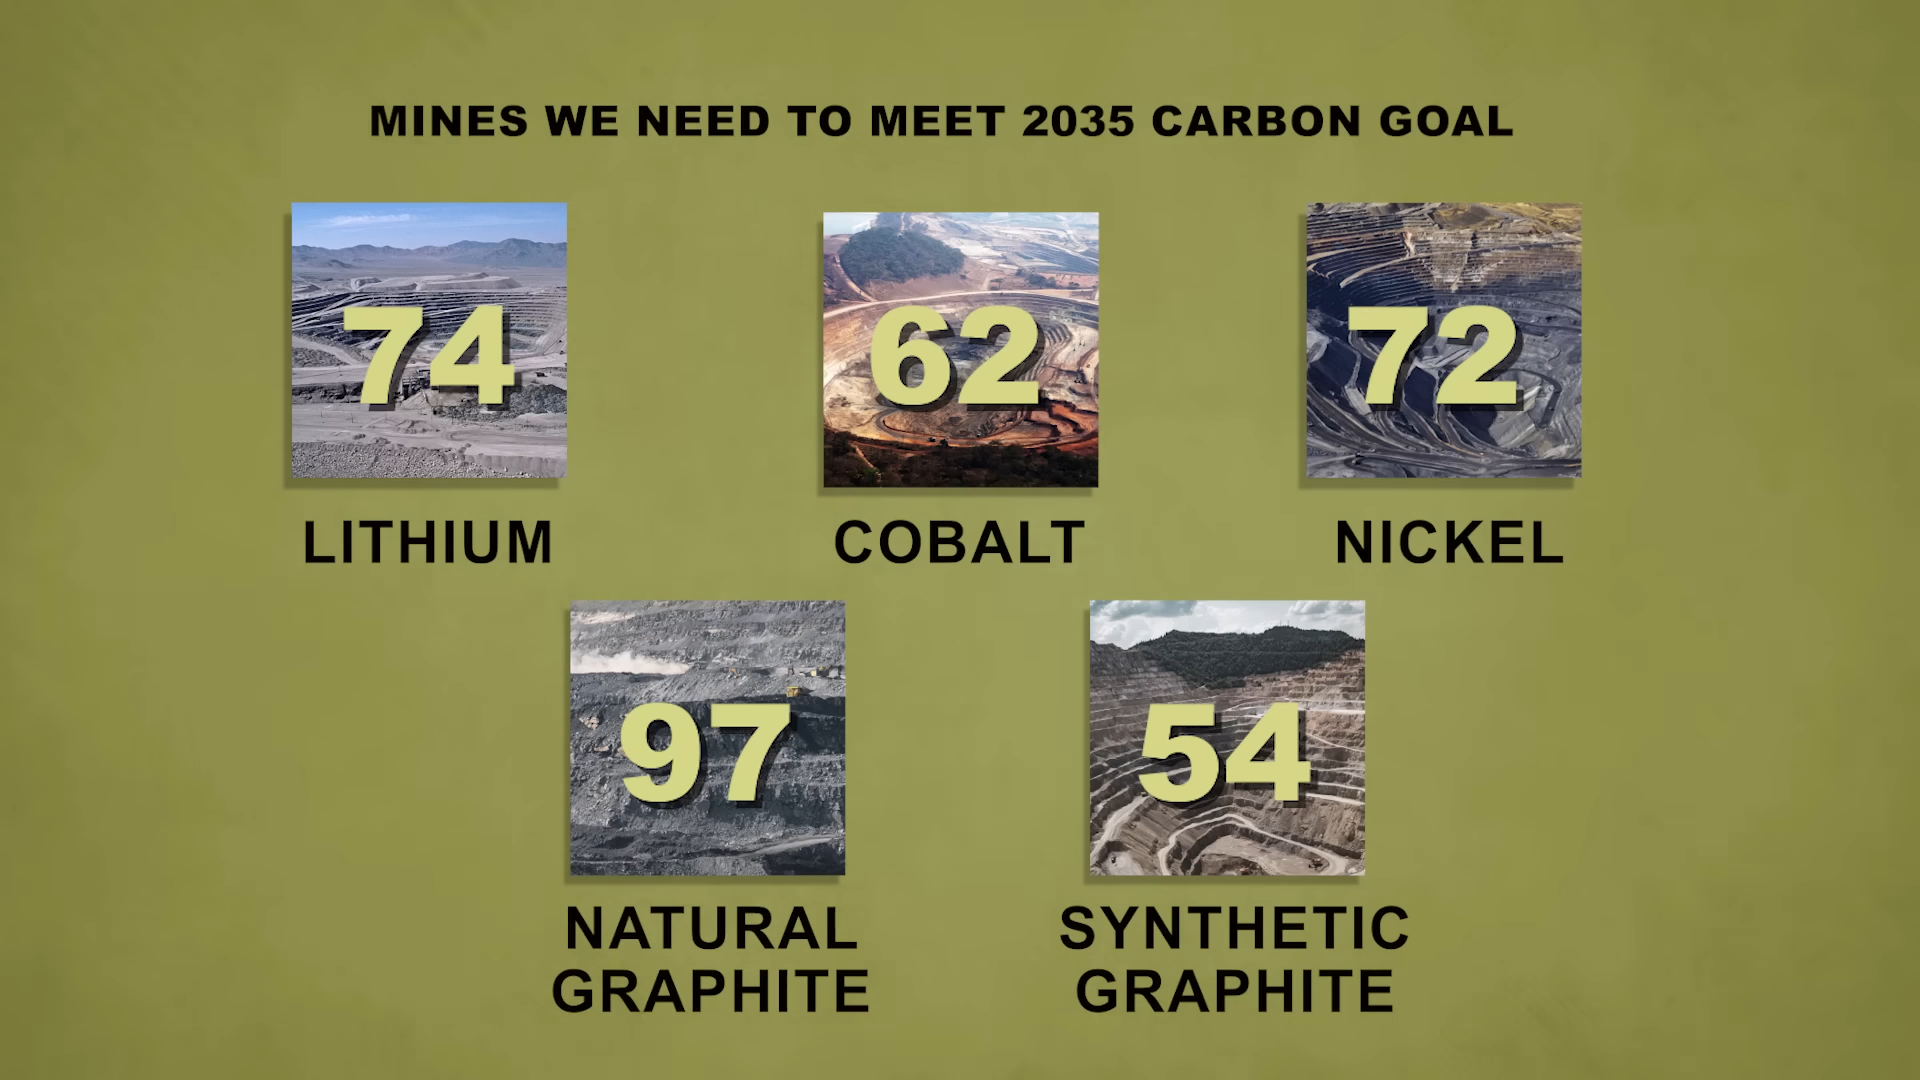 MINES WE NEED TO MEET 2035 CARBON GOAL
74
62
72
LITHIUM
COBALT
NICKEL
97
54
NATURAL
GRAPHITE
SYNTHETIC
GRAPHITE